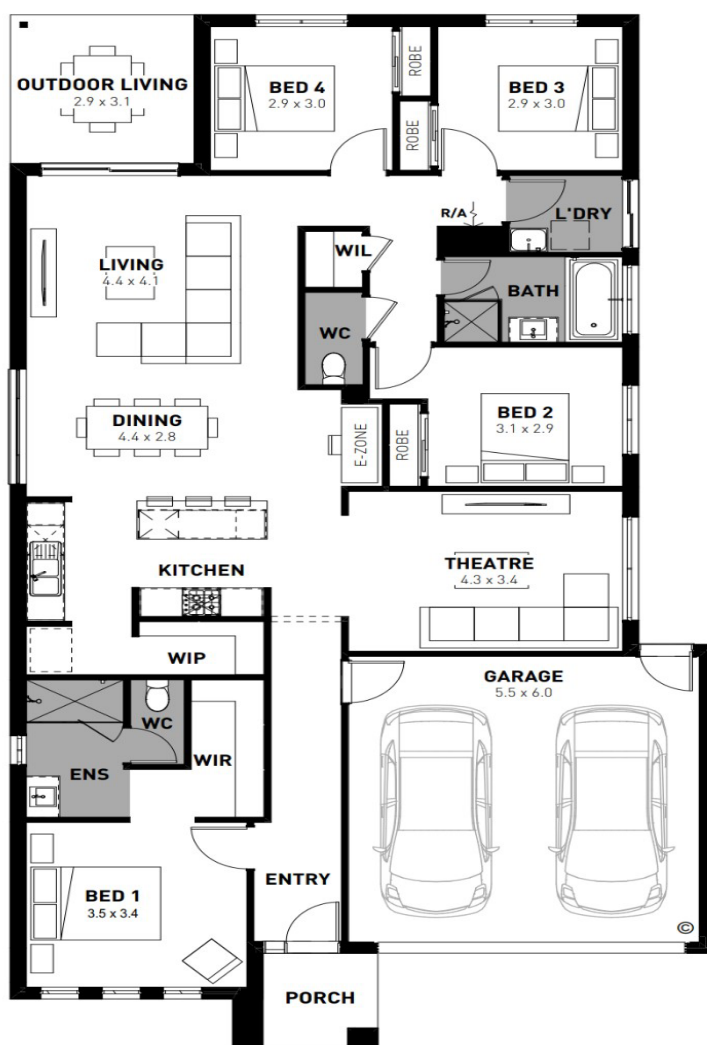 OUTDOOR LIVING
2.9 x 3.1
BED 4
2.9 x 3.0
ROBE
ROBE
BED 3
2.9 x 3.0
R/A
L'DRY
LIVING
4.4 x 4.1
WIL
BATH
WC
DINING
4.4 x 2.8
E-ZONE
ROBE
BED 2
3.1 x 2.9
KITCHEN
THEATRE
4.3 x 3.4
WIP
GARAGE
5.5 x 6.0
WC
WIR
ENS
BED 1
3.5 x 3.4
ENTRY
©
PORCH